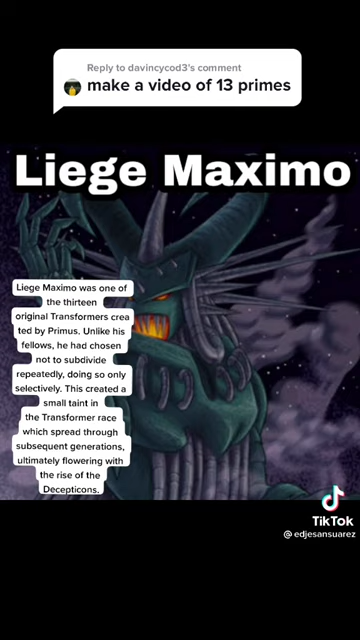 Reply to davincycod3's comment
make a video of 13 primes
Liege Maximo
Liege Maximo was one of
the thirteen
original Transformers crea
ted by Primus. Unlike his
fellows, he had chosen
not to subdivide
repeatedly, doing so only
selectively. This created a
small taint in
the Transformer race
which spread through
subsequent generations,
ultimately flowering with
the rise of the
Decepticons.
TikTok
@edjesansuarez